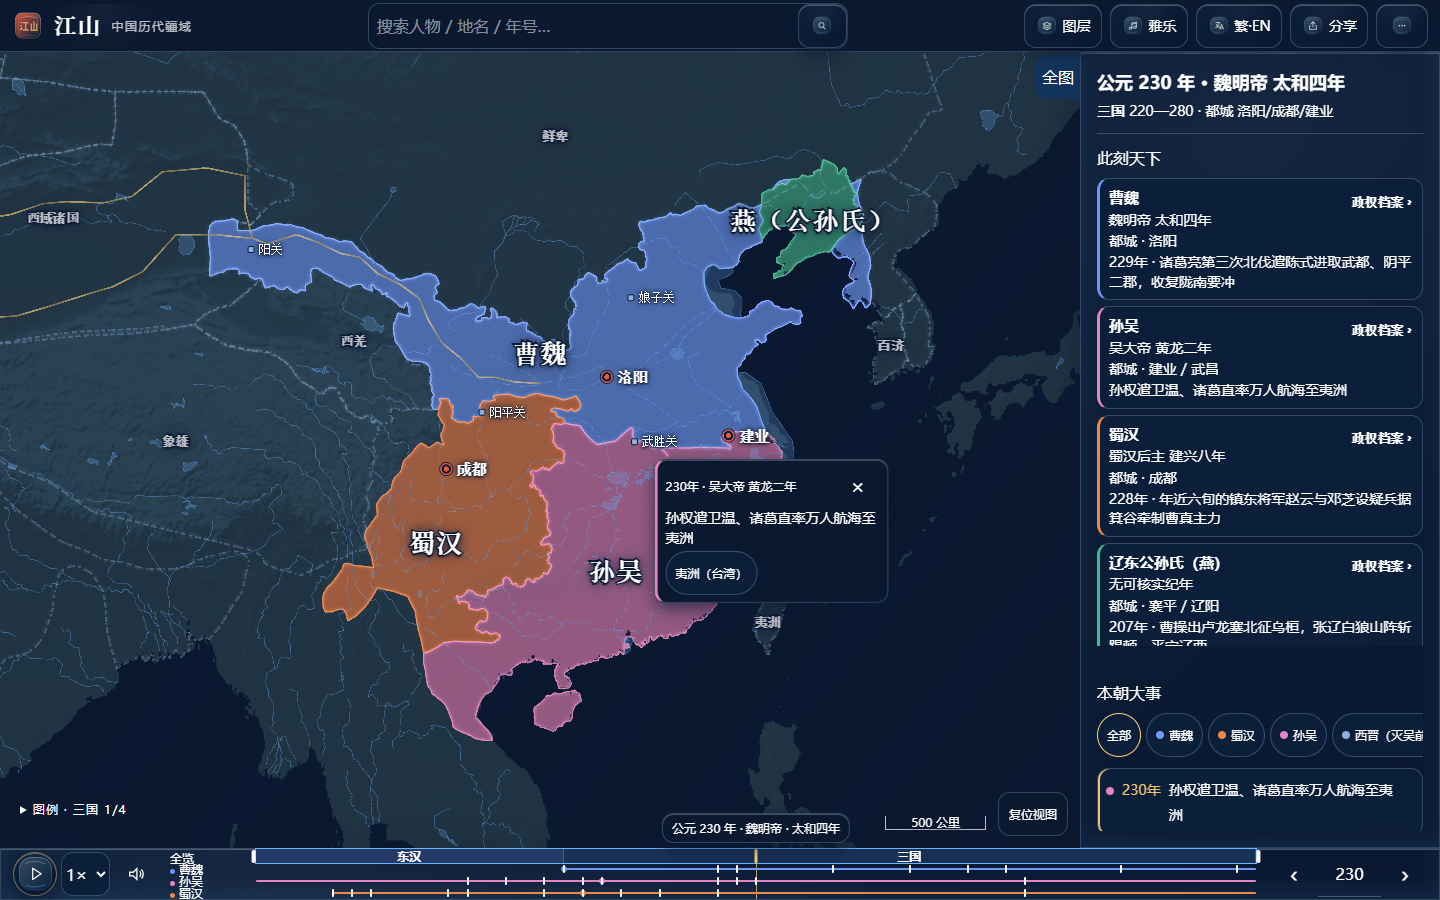 江山
江山
中国历代疆域
搜索人物 / 地名 / 年号...
图层
雅乐
繁·EN
分享
全图
鲜卑
西域诸国
阳关
西羌
象雄
娘子关
燕（公孙氏）
百济
曹魏
洛阳
阳平关
武胜关
建业
成都
蜀汉
孙吴
夷洲
230年 · 吴大帝 黄龙二年
孙权遣卫温、诸葛直率万人航海至
夷洲
夷洲（台湾）
图例 · 三国 1/4
公元 230 年 · 魏明帝 · 太和四年
500 公里
复位视图
公元 230 年 • 魏明帝 太和四年
三国 220—280 · 都城 洛阳/成都/建业
此刻天下
曹魏
政权档案 ›
魏明帝 太和四年
都城 · 洛阳
229年 · 诸葛亮第三次北伐遣陈式进取武都、阴平
二郡，收复陇南要冲
孙吴
政权档案 ›
吴大帝 黄龙二年
都城 · 建业 / 武昌
孙权遣卫温、诸葛直率万人航海至夷洲
蜀汉
政权档案 ›
蜀汉后主 建兴八年
都城 · 成都
228年 · 年近六旬的镇东将军赵云与邓芝设疑兵据
箕谷牵制曹真主力
辽东公孙氏（燕）
政权档案 ›
无可核实纪年
都城 · 襄平 / 辽阳
207年 · 曹操出卢龙塞北征乌桓，张辽白狼山阵斩
本朝大事
全部
曹魏
蜀汉
孙吴
西晋（灭吴前
230年 孙权遣卫温、诸葛直率万人航海至夷
洲
1×
全览
曹魏
孙吴
蜀汉
东汉
三国
230